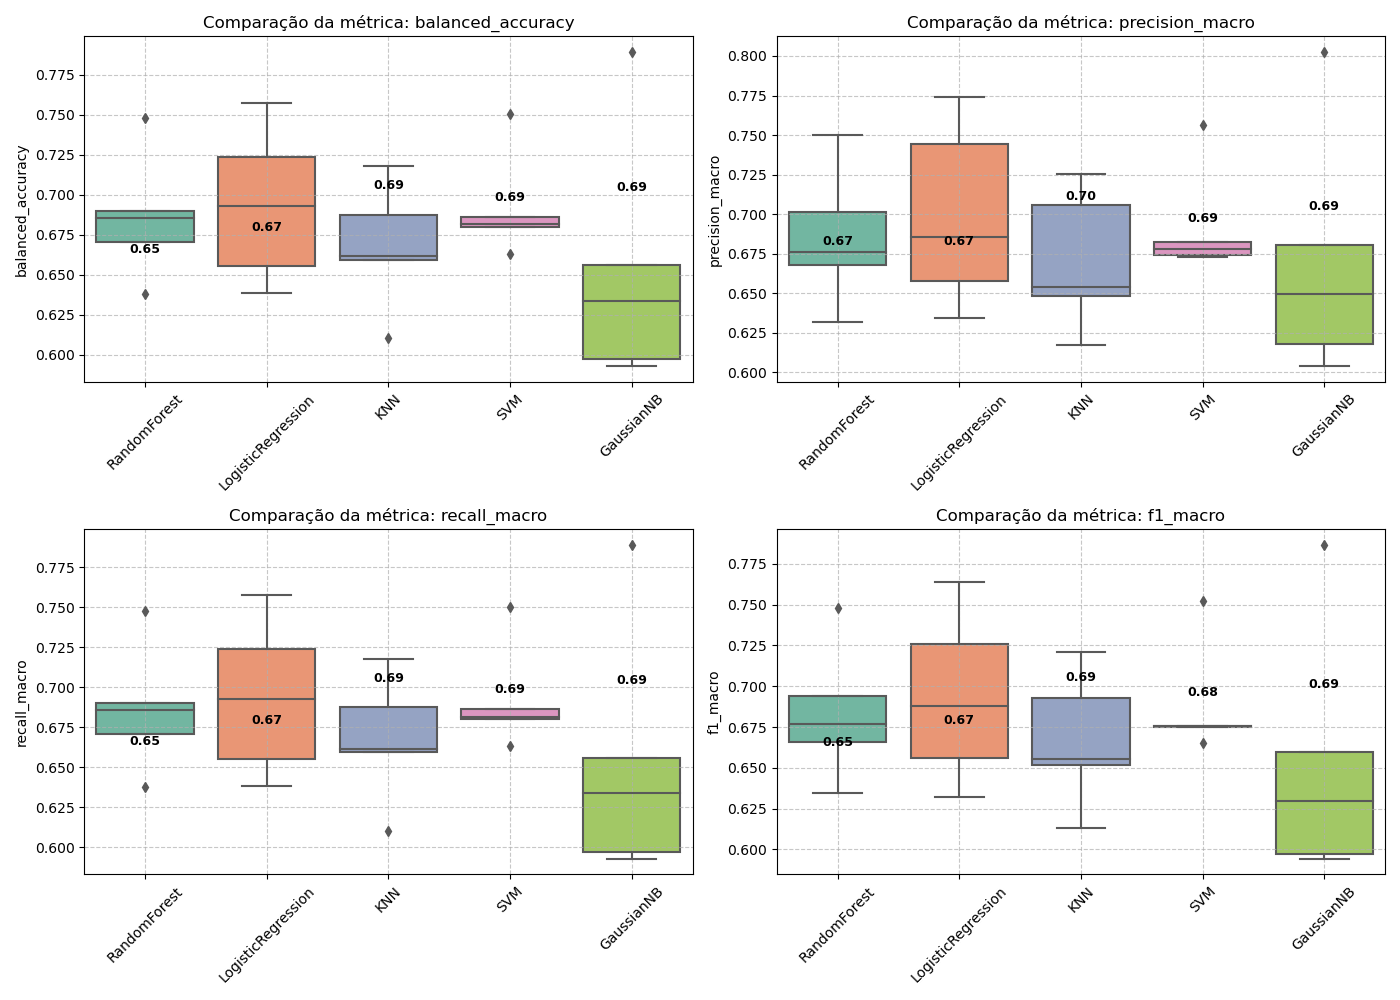 Comparação da métrica: balanced_accuracy
balanced_accuracy
0.775
0.750
0.725
0.700
0.675
0.650
0.625
0.600
0.65
0.67
0.69
0.69
0.69
RandomForest
LogisticRegression
KNN
SVM
GaussianNB
Comparação da métrica: precision_macro
precision_macro
0.800
0.775
0.750
0.725
0.700
0.675
0.650
0.625
0.600
0.67
0.67
0.70
0.69
0.69
RandomForest
LogisticRegression
KNN
SVM
GaussianNB
Comparação da métrica: recall_macro
recall_macro
0.775
0.750
0.725
0.700
0.675
0.650
0.625
0.600
0.65
0.67
0.69
0.69
0.69
RandomForest
LogisticRegression
KNN
SVM
GaussianNB
Comparação da métrica: f1_macro
f1_macro
0.775
0.750
0.725
0.700
0.675
0.650
0.625
0.600
0.65
0.67
0.69
0.68
0.69
RandomForest
LogisticRegression
KNN
SVM
GaussianNB